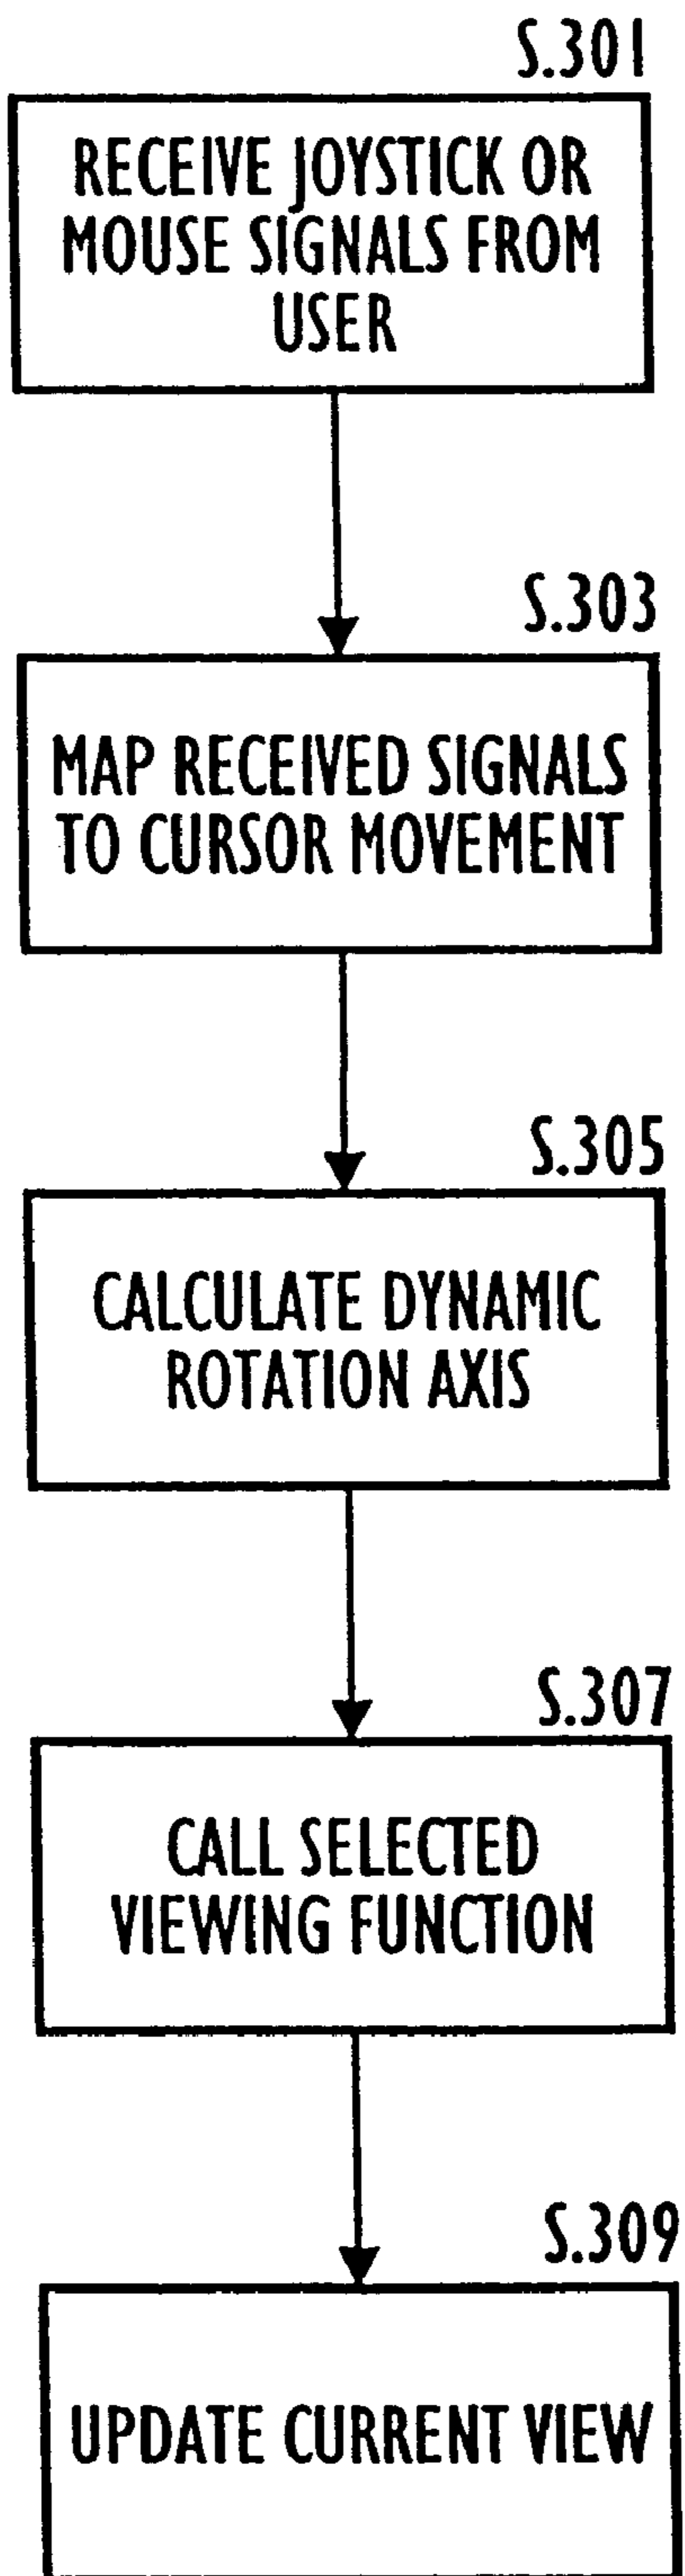 S.301
RECEIVE JOYSTICK OR
MOUSE SIGNALS FROM
USER
S.303
MAP RECEIVED SIGNALS
TO CURSOR MOVEMENT
S.305
CALCULATE DYNAMIC
ROTATION AXIS
S.307
CALL SELECTED
VIEWING FUNCTION
S.309
UPDATE CURRENT VIEW